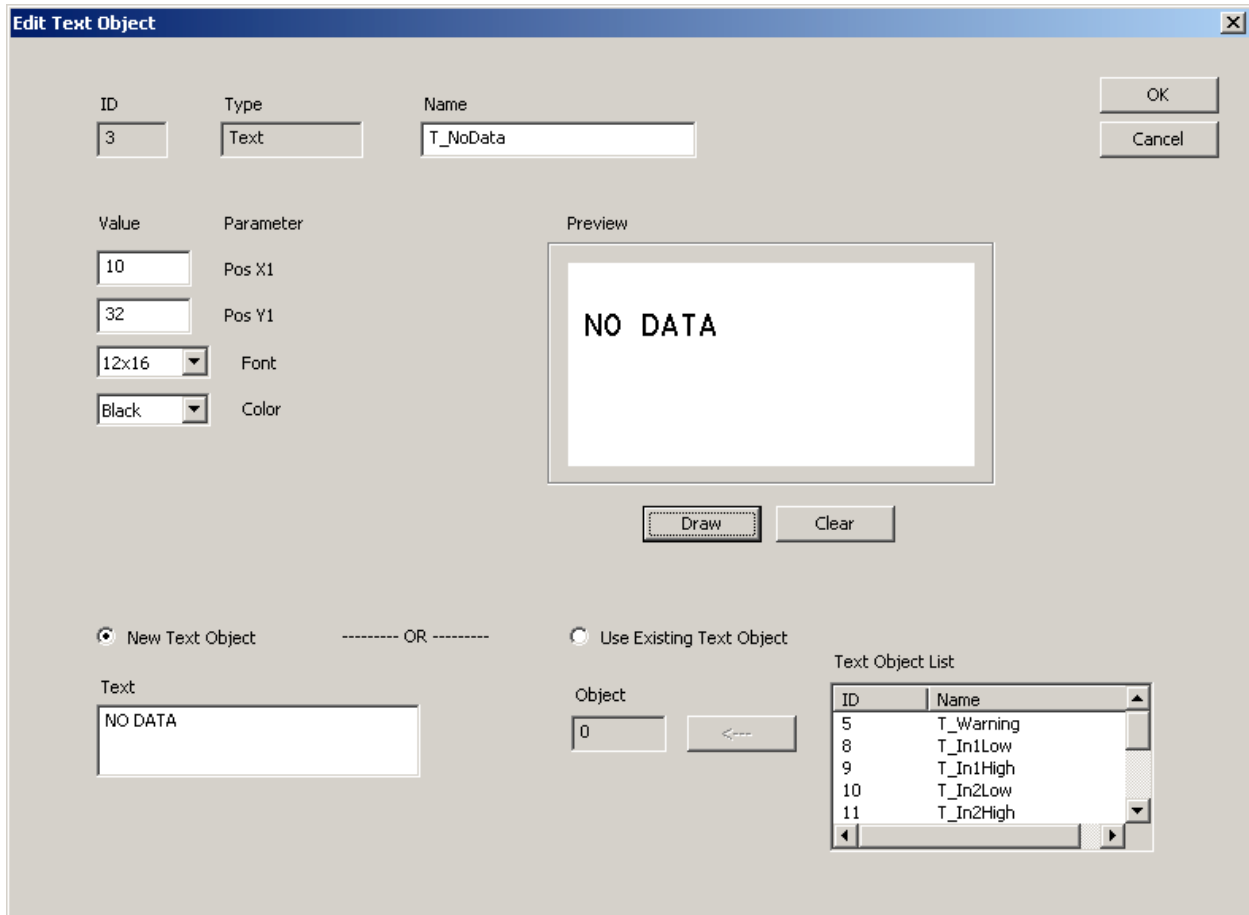 Edit Text Object
ID Type Name
OK
3 Text T_NoData
Cancel
Value Parameter Preview
10 Pos X1
32 Pos Y1
12x16 Font
Black Color
NO DATA
Draw Clear
New Text Object --------- OR --------- Use Existing Text Object
Text Object List
Text Object
ID Name
NO DATA
0 <---
5 T_Warning
8 T_In1Low
9 T_In1High
10 T_In2Low
11 T_In2High